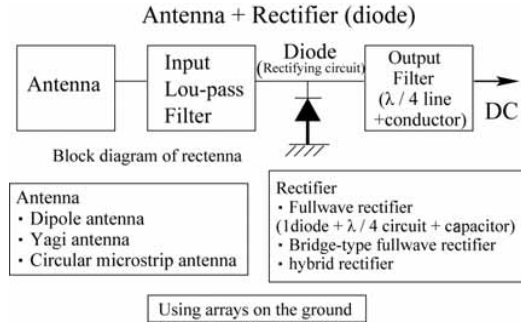 Antenna + Rectifier (diode)
Antenna
Input
Lou-pass
Filter
Diode
(Rectifying circuit)
Output
Filter
(λ / 4 line
+conductor)
DC
Block diagram of rectenna
Antenna
・ Dipole antenna
・ Yagi antenna
・ Circular microstrip antenna
Rectifier
・ Fullwave rectifier
(1diode + λ / 4 circuit + capacitor)
・ Bridge-type fullwave rectifier
・ hybrid rectifier
Using arrays on the ground